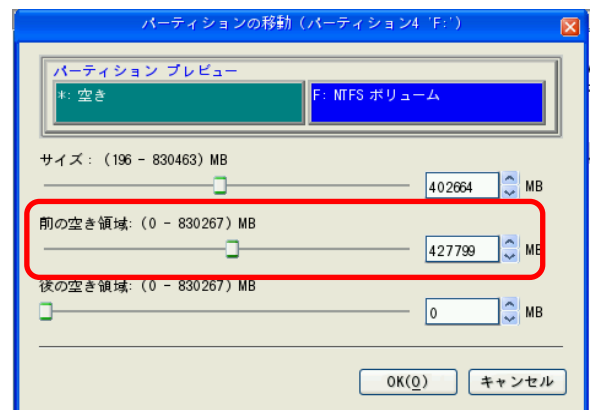 パーティションの移動 (パーティション4 'F:')
パーティション プレビュー
*: 空き
F: NTFS ボリューム
サイズ: (196 - 830463) MB
402664 MB
前の空き領域: (0 - 830267) MB
427799 MB
後の空き領域: (0 - 830267) MB
0 MB
OK(O) キャンセル